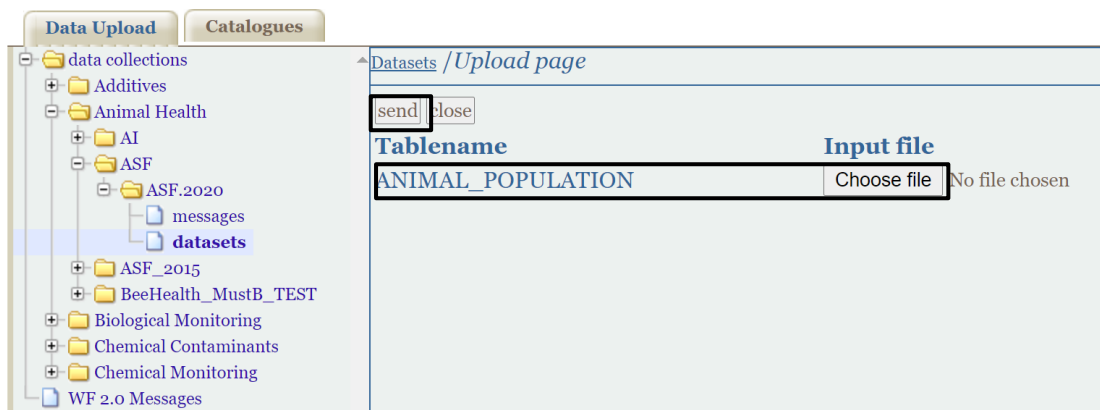 Data Upload Catalogues
data collections
Additives
Animal Health
AI
ASF
ASF.2020
messages
datasets
ASF_2015
BeeHealth_MustB_TEST
Biological Monitoring
Chemical Contaminants
Chemical Monitoring
WF 2.0 Messages
Datasets / Upload page
send close
Tablename Input file
ANIMAL_POPULATION Choose file No file chosen